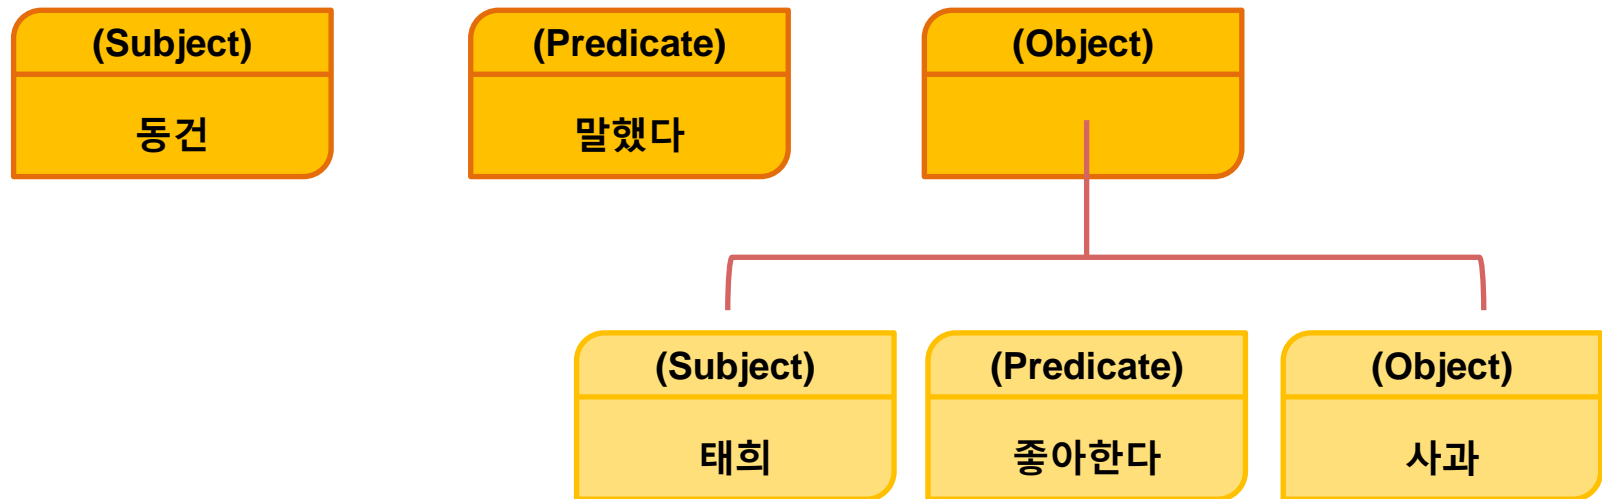 (Subject)
동건
(Predicate)
말했다
(Object)
(Subject)
태희
(Predicate)
좋아한다
(Object)
사과